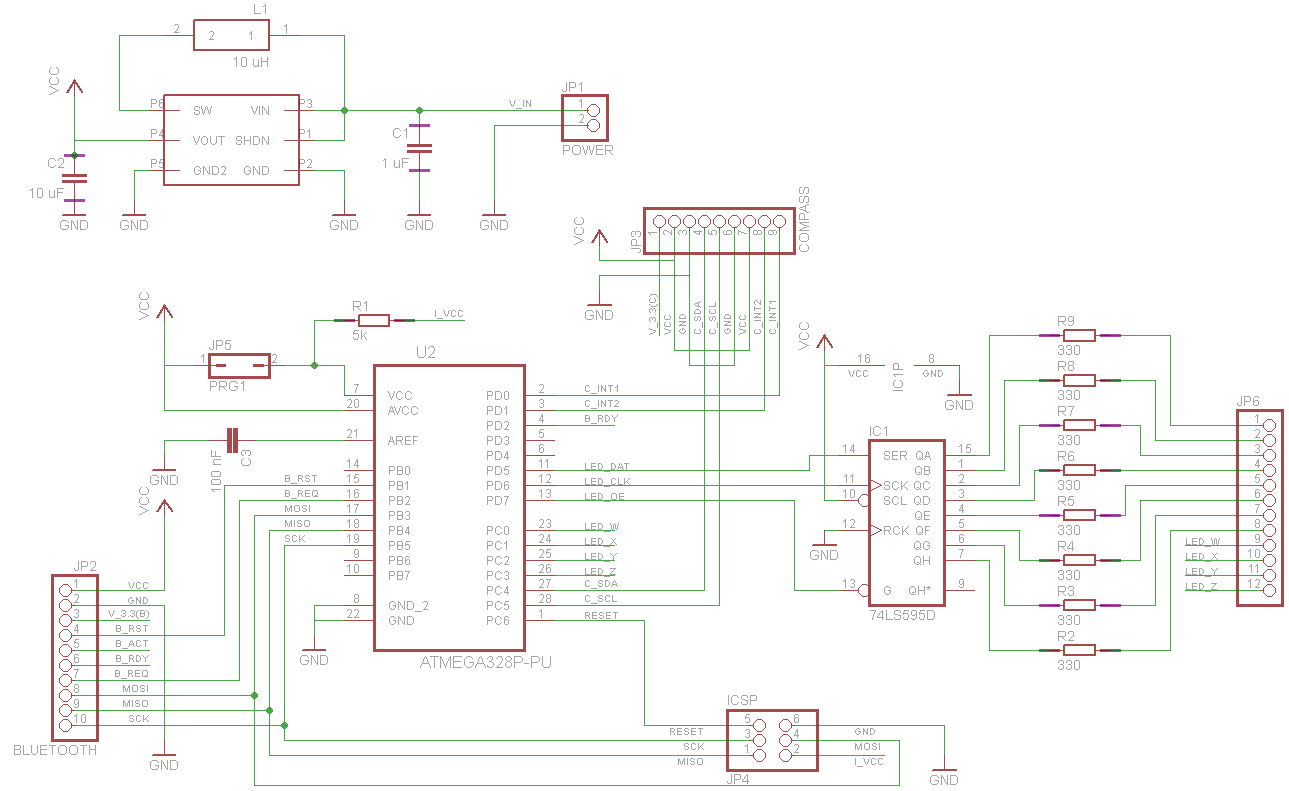 L1
2 2 1 1
10 uH
VCC
P6 SW VIN P3
P4 VOUT SHDN P1
P5 GND2 GND P2
C2
10 uF
GND
GND
GND
C1
1 uF
GND
V_IN
JP1
1
2
POWER
GND
VCC
JP3
1 2 3 4 5 6 7 8 9
COMPASS
GND
V_3.3(C)
VCC
GND
C_SDA
C_SCL
GND
VCC
C_INT2
C_INT1
VCC
R1
5k
I_VCC
JP5
1 2
PRG1
U2
7 VCC PD0 2 C_INT1
20 AVCC PD1 3 C_INT2
PD2 4 B_RDY
21 AREF PD3 5
PD4 6
14 PB0 PD5 11 LED_DAT
B_RST 15 PB1 PD6 12 LED_CLK
B_REQ 16 PB2 PD7 13 LED_OE
MOSI 17 PB3
MISO 18 PB4 PC0 23 LED_W
SCK 19 PB5 PC1 24 LED_X
9 PB6 PC2 25 LED_Y
10 PB7 PC3 26 LED_Z
PC4 27 C_SDA
8 GND_2 PC5 28 C_SCL
22 GND PC6 1 RESET
GND
ATMEGA328P-PU
GND
100 nF
C3
VCC
JP2
1 VCC
2 GND
3 V_3.3(B)
4 B_RST
5 B_ACT
6 B_RDY
7 B_REQ
8 MOSI
9 MISO
10 SCK
BLUETOOTH
GND
VCC
16
VCC
IC1P
8
GND
GND
IC1
14 SER QA 15
QB 1
11 SCK QC 2
10 SCL QD 3
QE 4
12 RCK QF 5
QG 6
QH 7
13 G QH* 9
74LS595D
GND
R9
330
R8
330
R7
330
R6
330
R5
330
R4
330
R3
330
R2
330
JP6
1
2
3
4
5
6
7
8
LED_W 9
LED_X 10
LED_Y 11
LED_Z 12
ICSP
RESET 5 6 GND
SCK 3 4 MOSI
MISO 1 2 I_VCC
JP4
GND